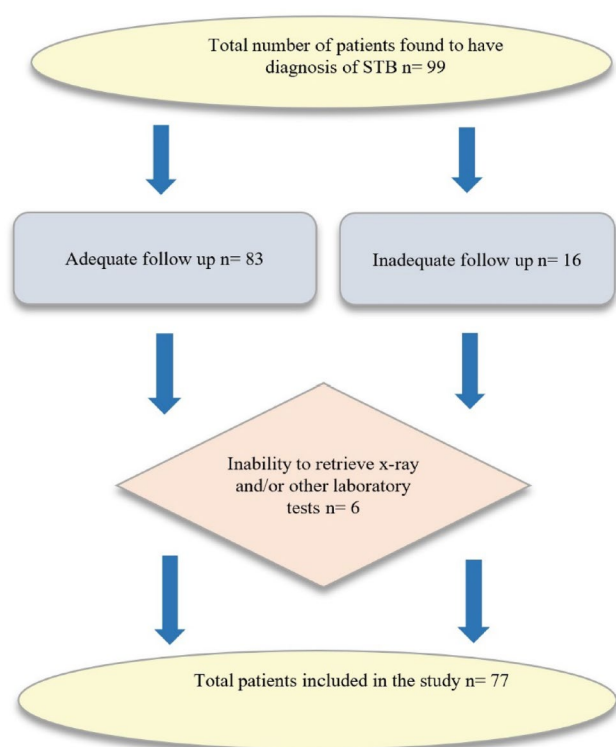 Total number of patients found to have
diagnosis of STB n= 99
Adequate follow up n= 83
Inadequate follow up n= 16
Inability to retrieve x-ray
and/or other laboratory
tests n= 6
Total patients included in the study n= 77